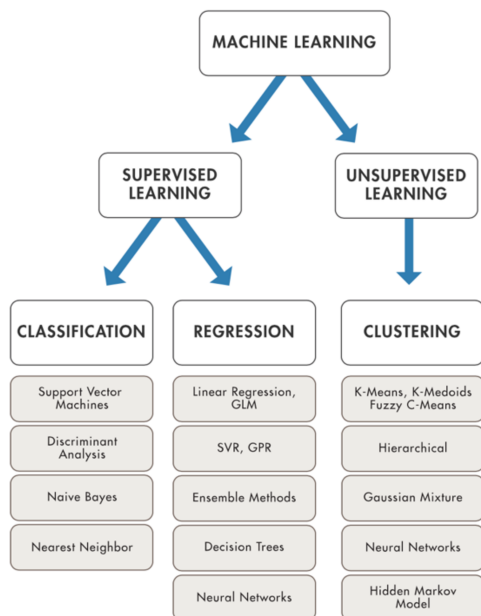 MACHINE LEARNING
SUPERVISED
LEARNING
UNSUPERVISED
LEARNING
CLASSIFICATION
REGRESSION
CLUSTERING
Support Vector
Machines
Discriminant
Analysis
Naive Bayes
Nearest Neighbor
Linear Regression,
GLM
SVR, GPR
Ensemble Methods
Decision Trees
Neural Networks
K-Means, K-Medoids
Fuzzy C-Means
Hierarchical
Gaussian Mixture
Neural Networks
Hidden Markov
Model